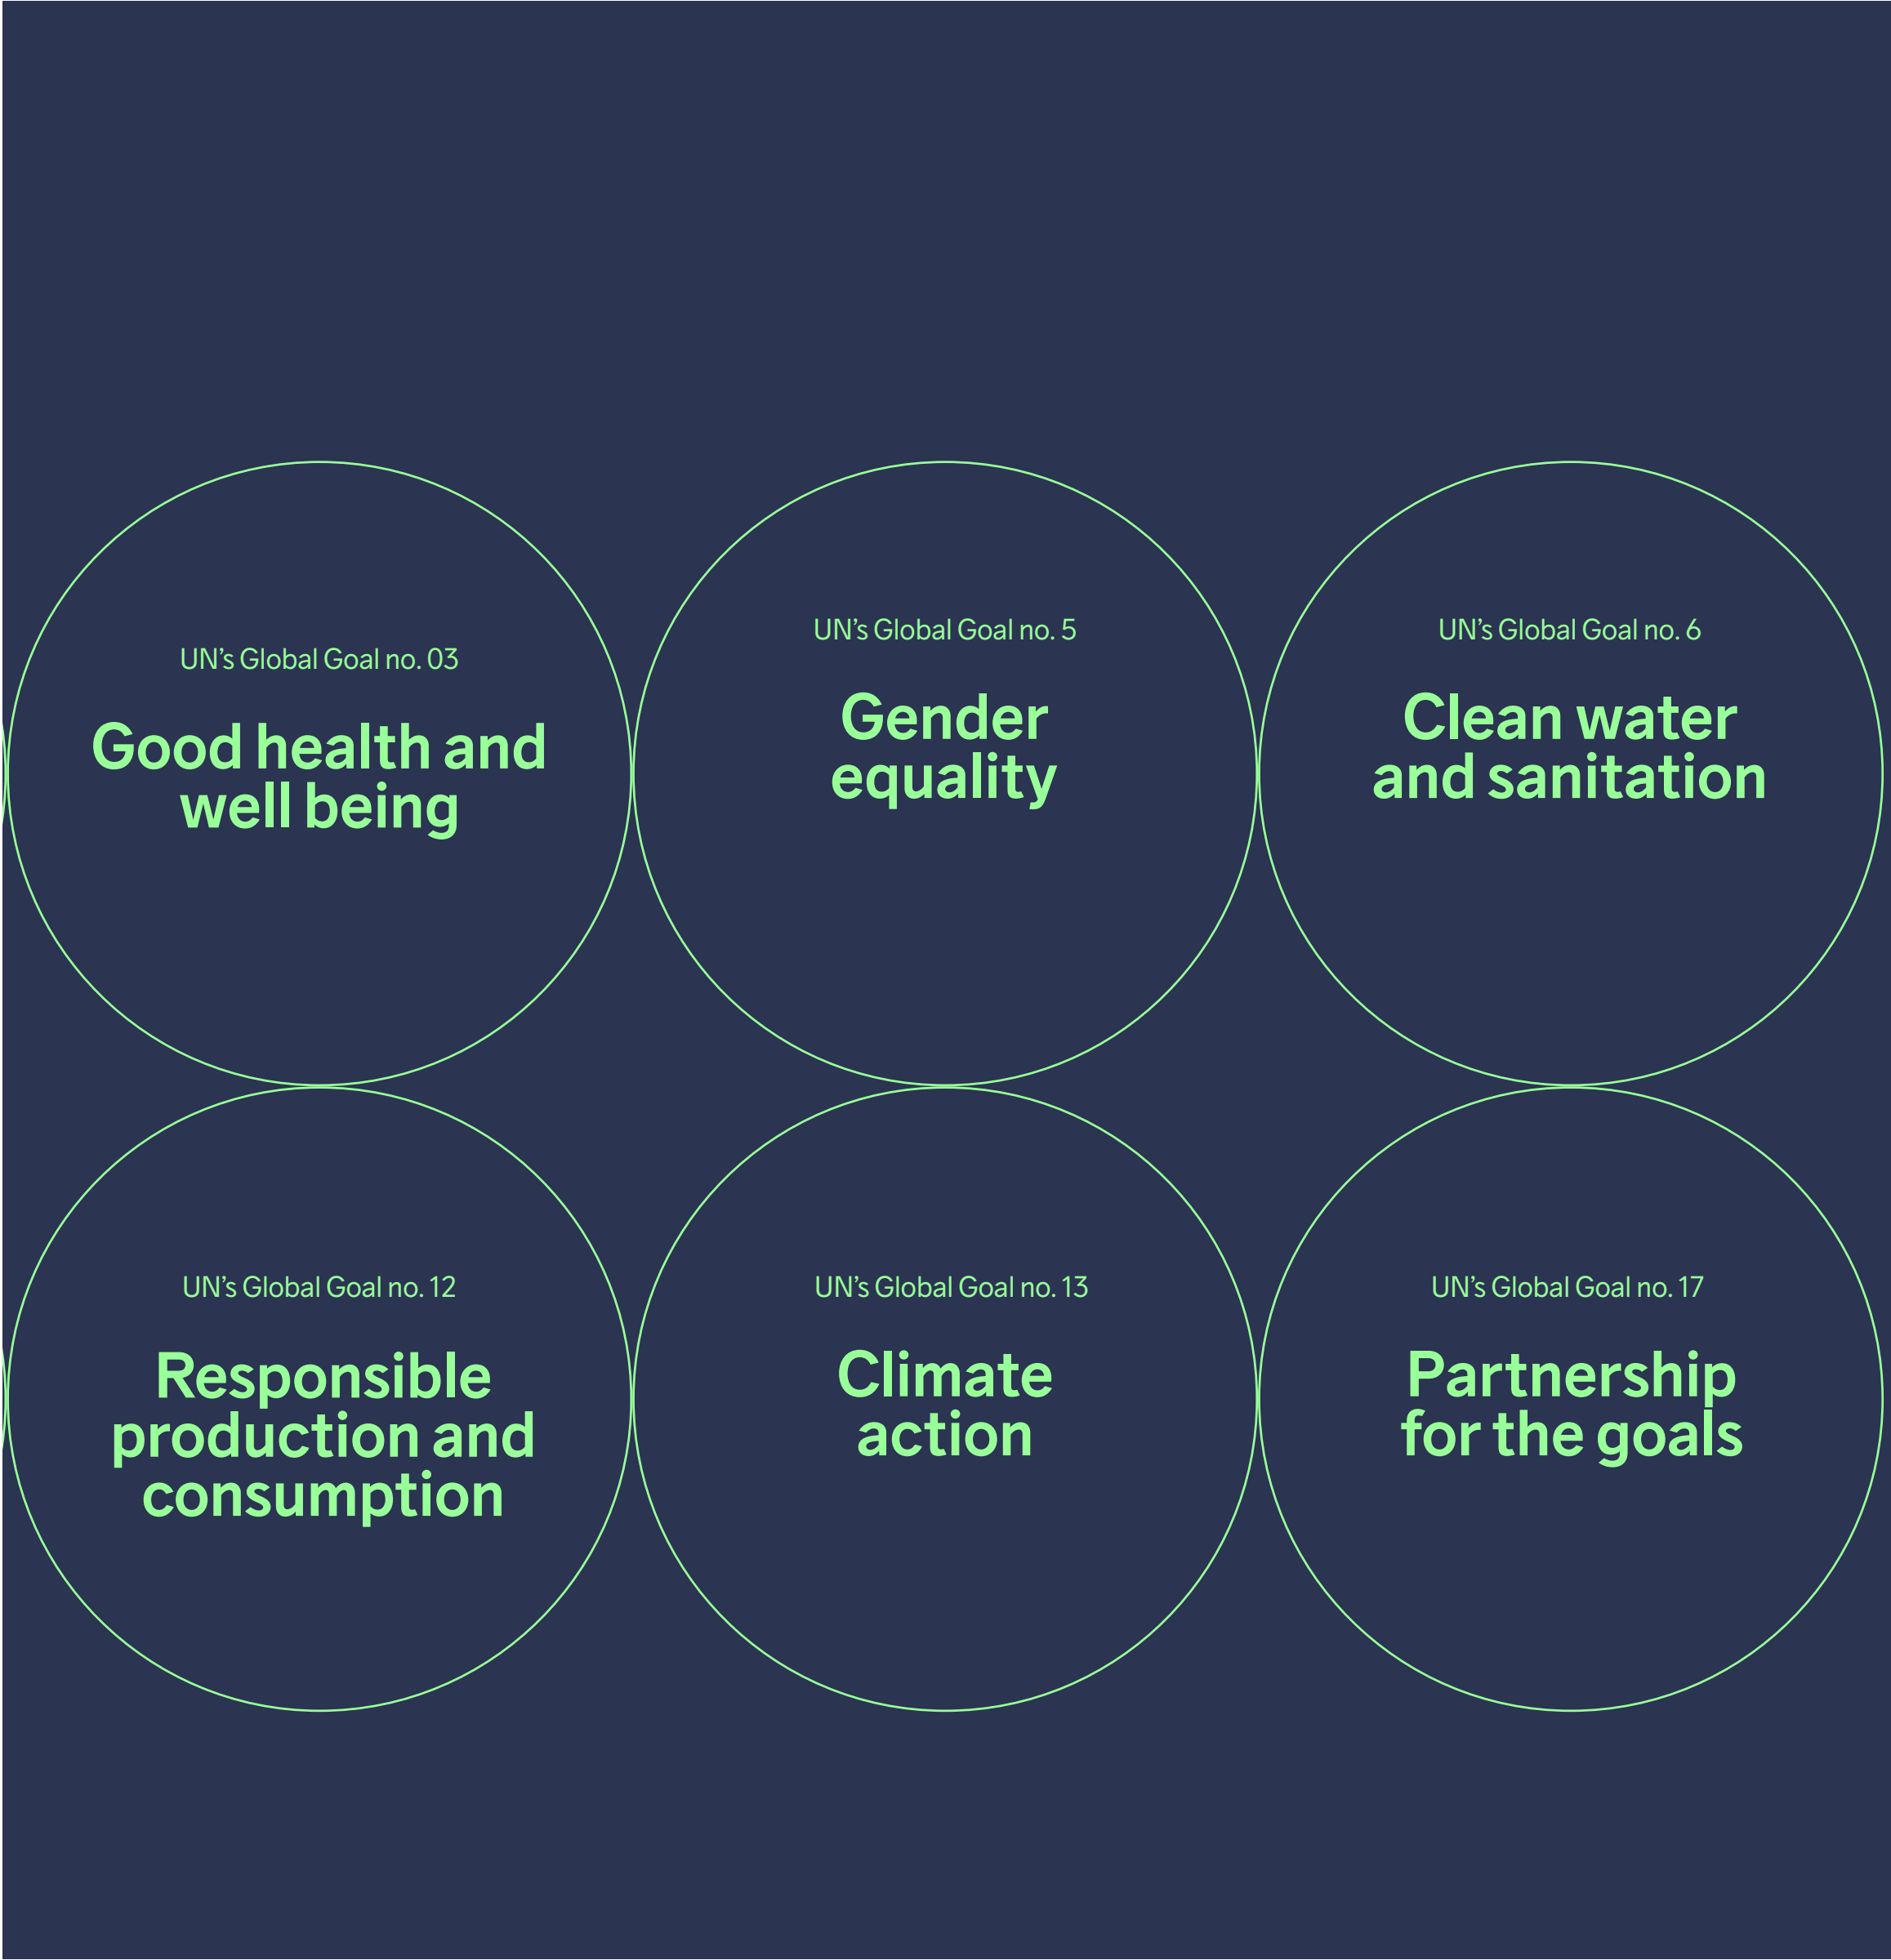 UN’s Global Goal no. 03
Good health and
well being
UN’s Global Goal no. 5
Gender
equality
UN’s Global Goal no. 6
Clean water
and sanitation
UN’s Global Goal no. 12
Responsible
production and
consumption
UN’s Global Goal no. 13
Climate
action
UN’s Global Goal no. 17
Partnership
for the goals